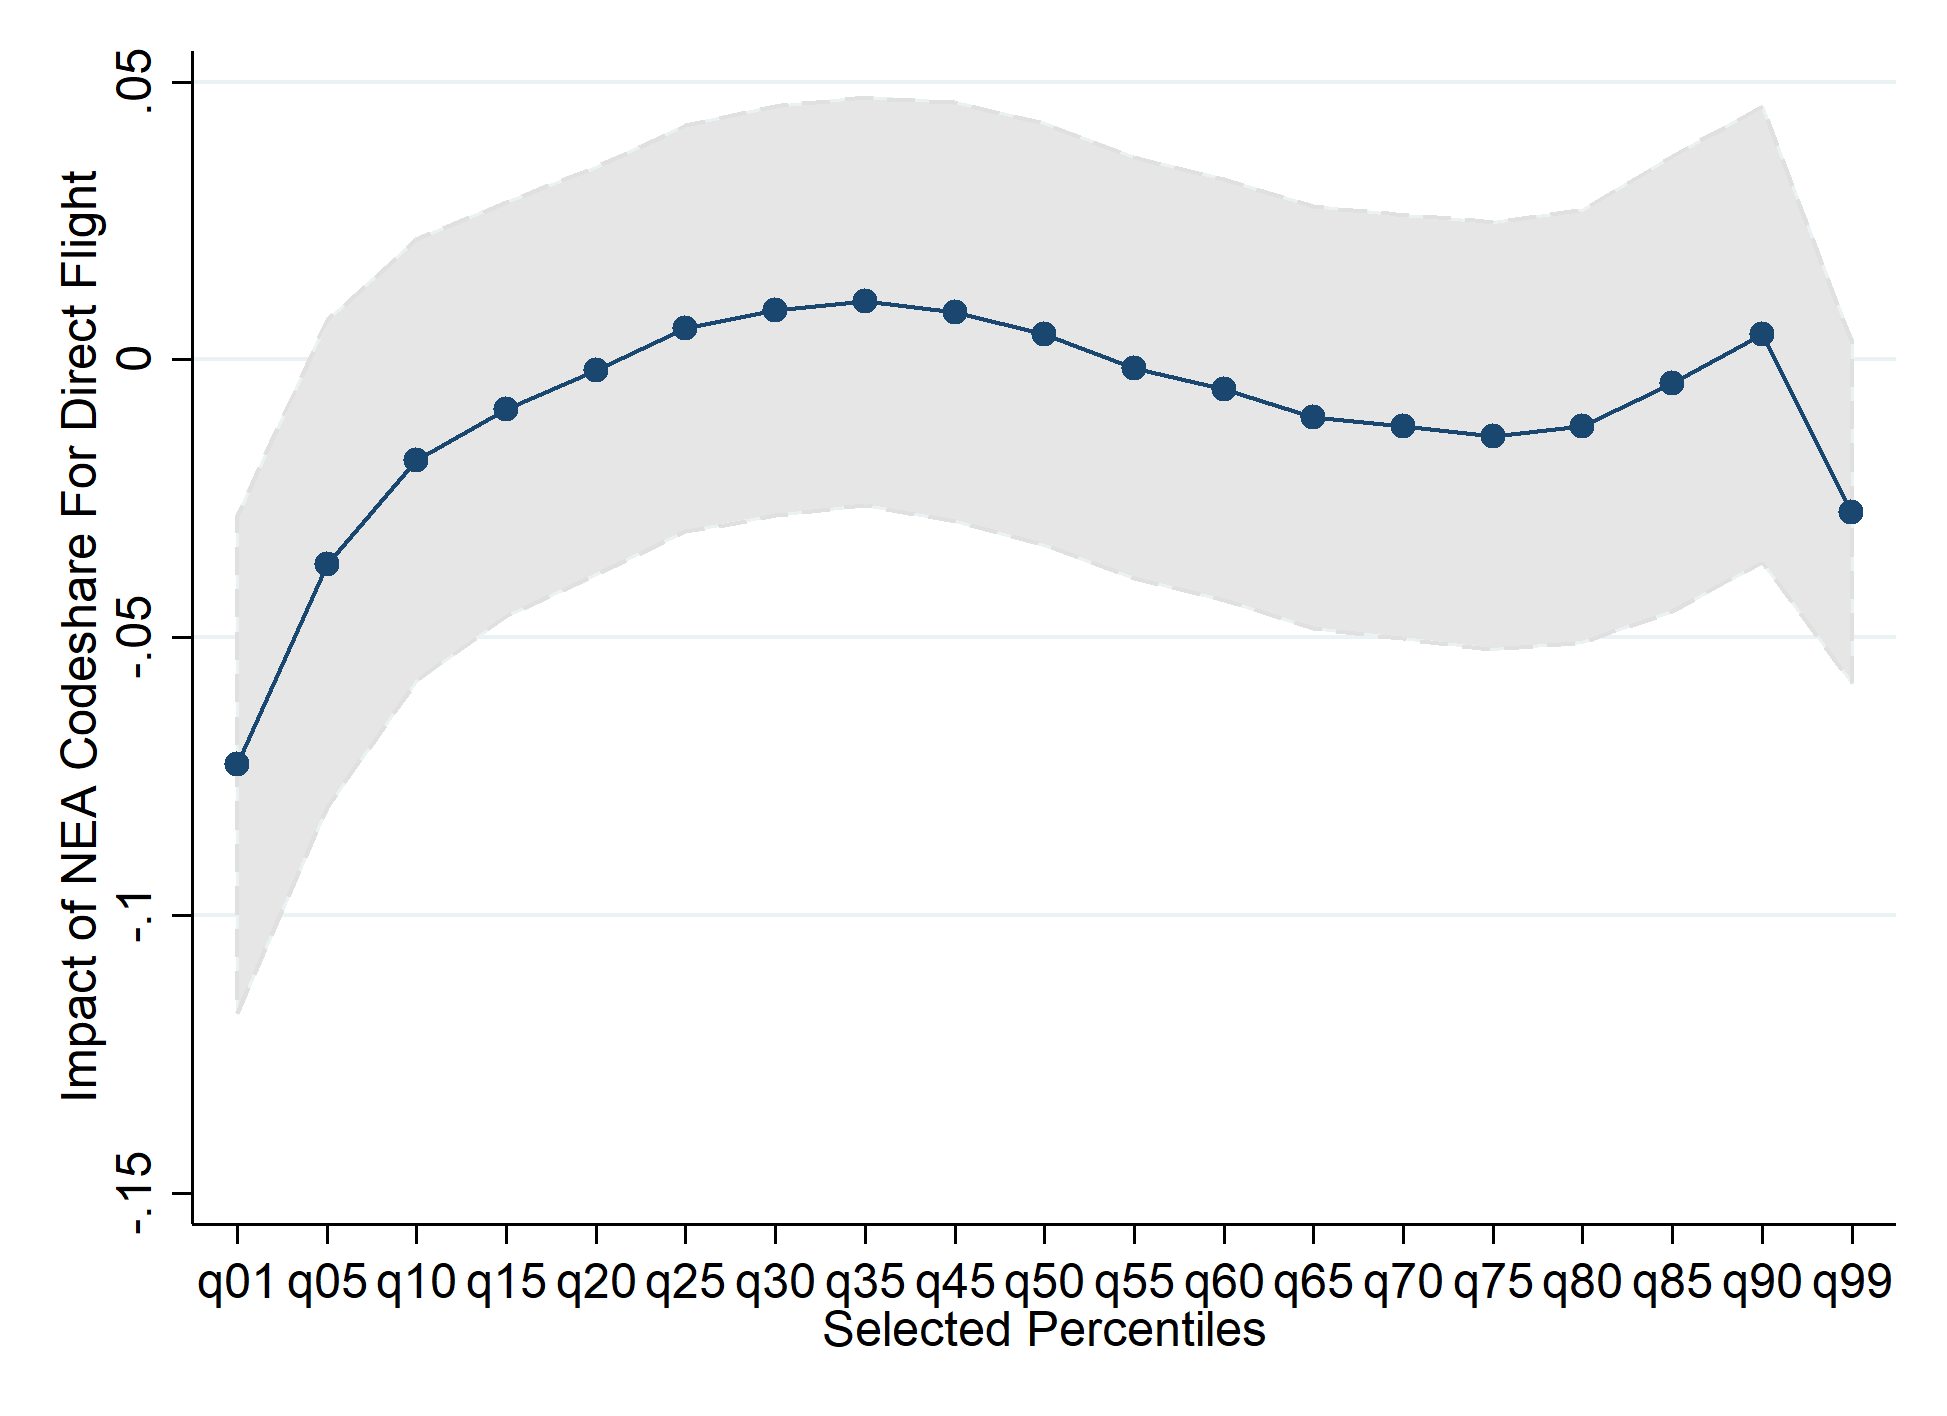 Impact of NEA Codeshare For Direct Flight
.05
0
-.05
-.1
-.15
q01 q05 q10 q15 q20 q25 q30 q35 q45 q50 q55 q60 q65 q70 q75 q80 q85 q90 q99
Selected Percentiles